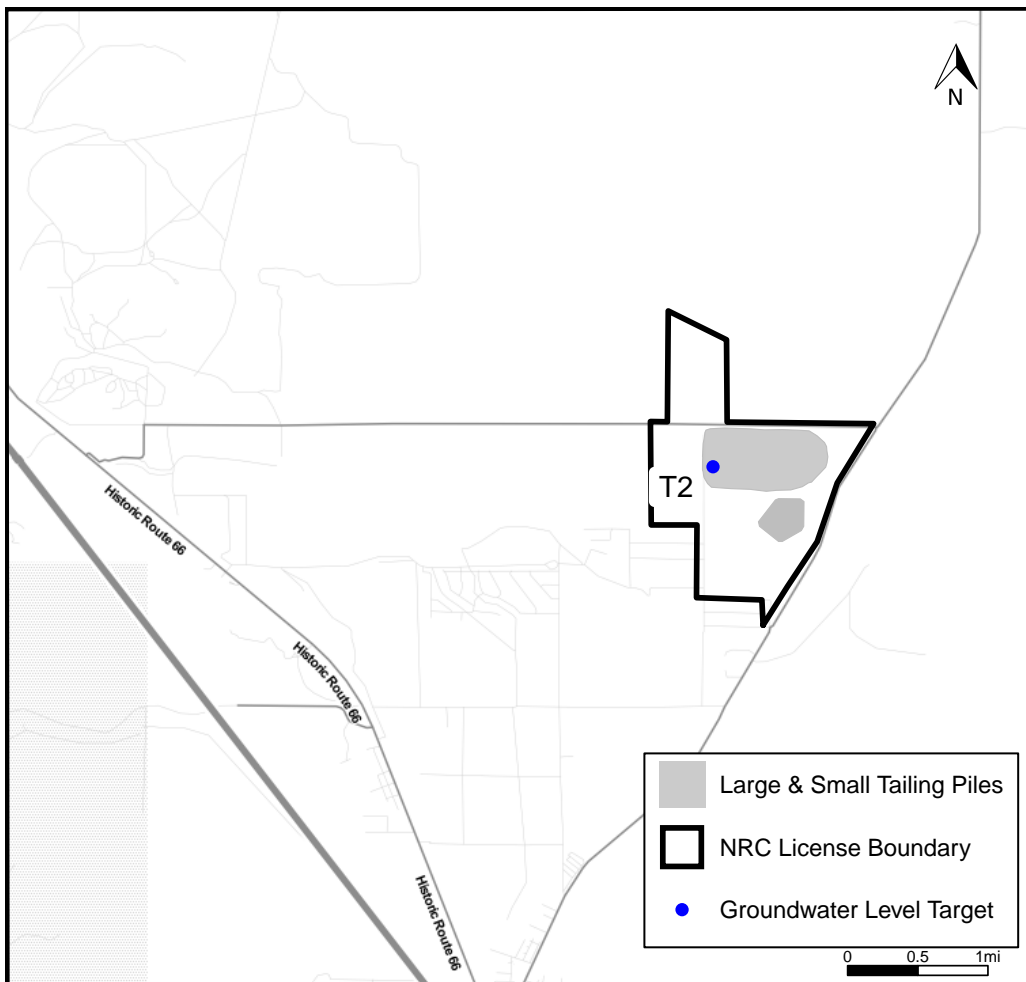 N
T2
Historic Route 66
Historic Route 66
Historic Route 66
Large & Small Tailing Piles
NRC License Boundary
Groundwater Level Target
0 0.5 1mi